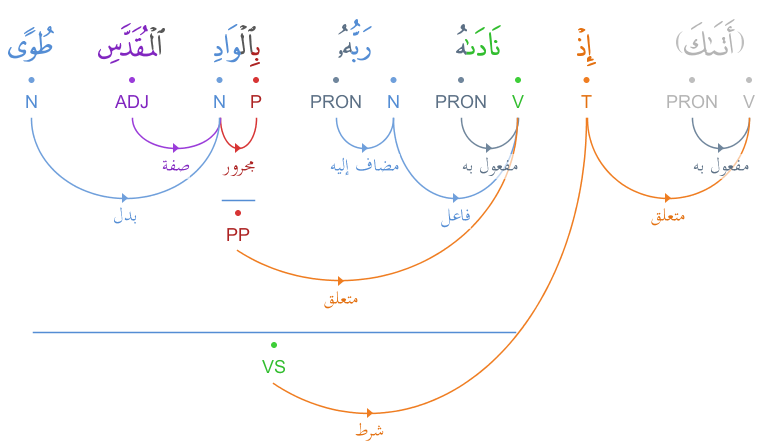 (أَتَىٰكَ) إِذْ نَادَىٰهُ رَبُّهُۥ بِٱلْوَادِ ٱلْمُقَدَّسِ طُوًى
V PRON T V PRON N PRON P N ADJ N
مفعول به مفعول به مضاف إليه مجرور صفة
متعلق فاعل بدل
PP
متعلق
VS
شرط